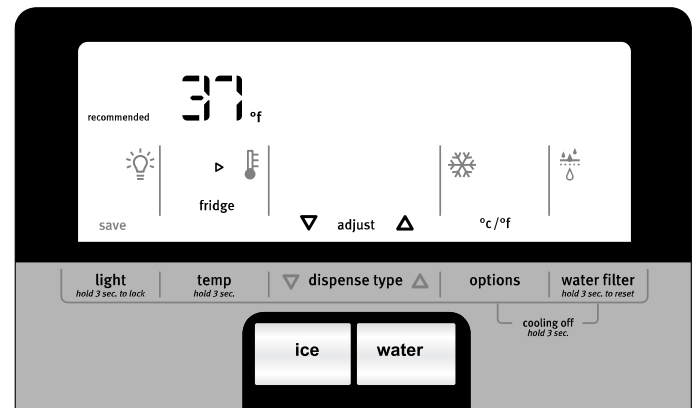 37 °f
recommended
fridge
save
adjust
°c/°f
light
hold 3 sec. to lock
temp
hold 3 sec.
dispense type
options
water filter
hold 3 sec. to reset
cooling off
hold 3 sec.
ice
water